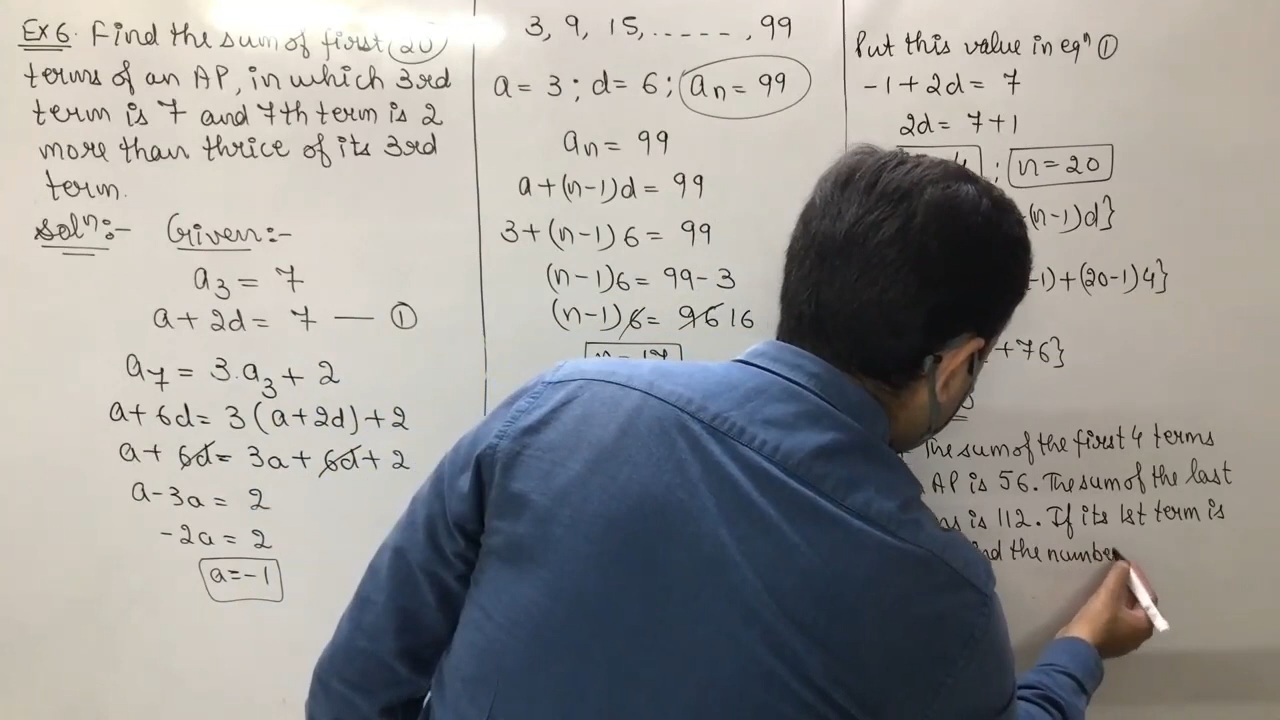 Ex 6. Find the sum of first 20
terms of an AP, in which 3rd
term is 7 and 7th term is 2
more than thrice of its 3rd
term.
Solⁿ:- Given:-
a₃ = 7
a + 2d = 7 — ①
a₇ = 3.a₃ + 2
a + 6d = 3(a + 2d) + 2
a + 6d = 3a + 6d + 2
a - 3a = 2
-2a = 2
a = -1
3, 9, 15, ....., 99
a = 3 ; d = 6 ; aₙ = 99
aₙ = 99
a + (n-1)d = 99
3 + (n-1) 6 = 99
(n-1)6 = 99 - 3
(n-1)6 = 96 16
Put this value in eqⁿ ①
-1 + 2d = 7
2d = 7 + 1
; n = 20
(n-1)d}
-1) + (20-1)4}
+ 76}
The sum of the first 4 terms
AP is 56. The sum of the last
is 112. If its 1st term is
the numbe